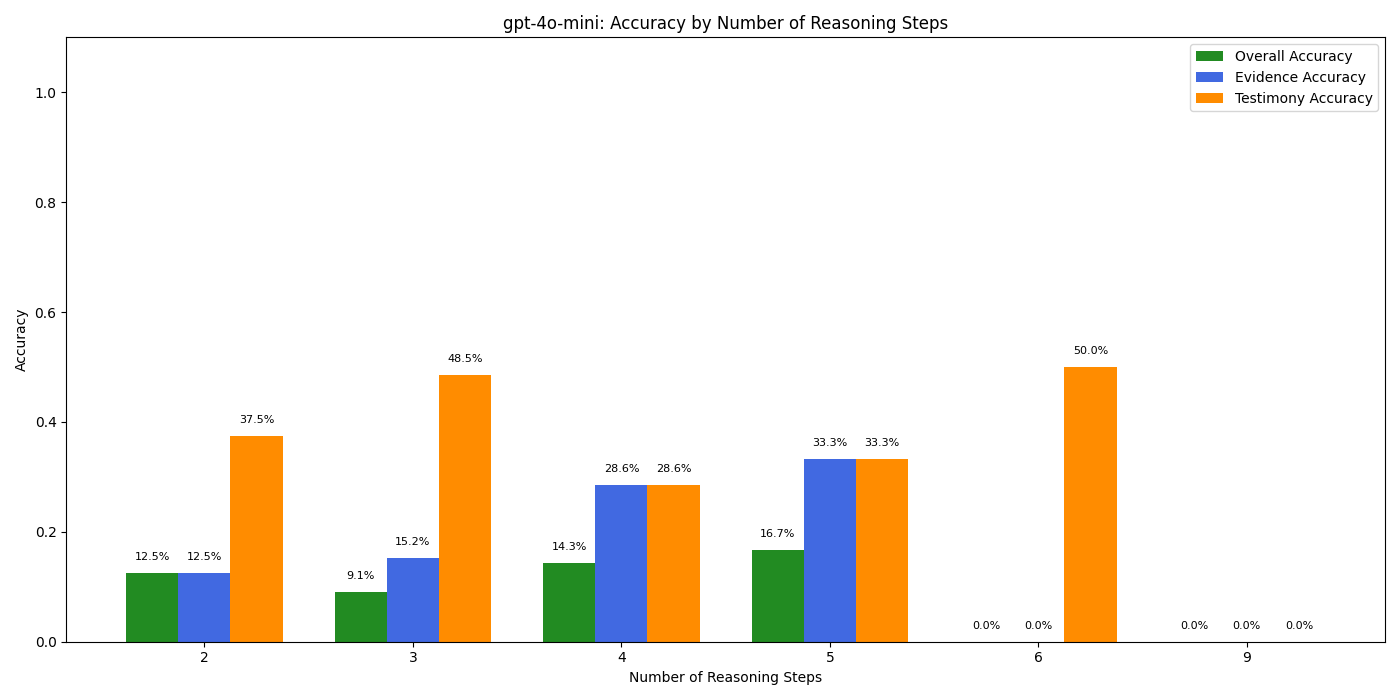 gpt-4o-mini: Accuracy by Number of Reasoning Steps
Overall Accuracy
Evidence Accuracy
Testimony Accuracy
Accuracy
1.0
0.8
0.6
0.4
0.2
0.0
12.5% 12.5% 37.5%
9.1% 15.2% 48.5%
14.3% 28.6% 28.6%
16.7% 33.3% 33.3%
0.0% 0.0% 50.0%
0.0% 0.0% 0.0%
2 3 4 5 6 9
Number of Reasoning Steps